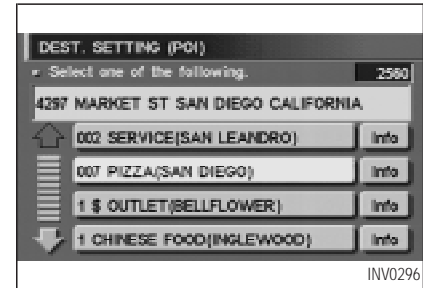 DEST. SETTING (POI)
Select one of the following. 2560
4297 MARKET ST SAN DIEGO CALIFORNIA
002 SERVICE(SAN LEANDRO) Info
007 PIZZA(SAN DIEGO) Info
1 $ OUTLET(BELLFLOWER) Info
1 CHINESE FOOD(INGLEWOOD) Info
INV0296